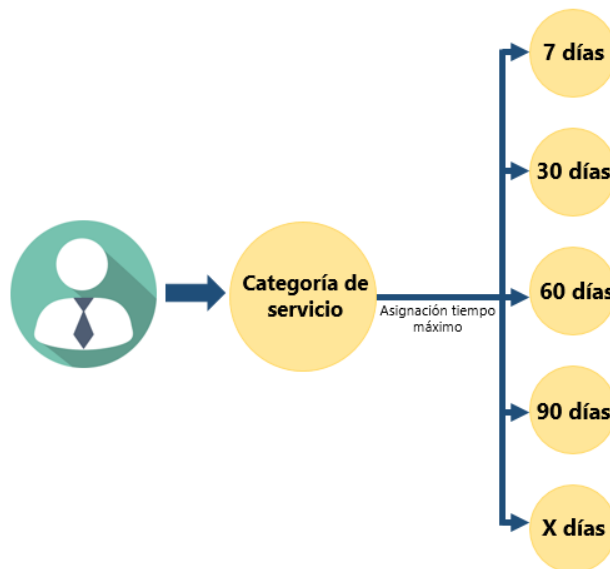 7 días
30 días
Categoría de
servicio
Asignación tiempo
máximo
60 días
90 días
X días